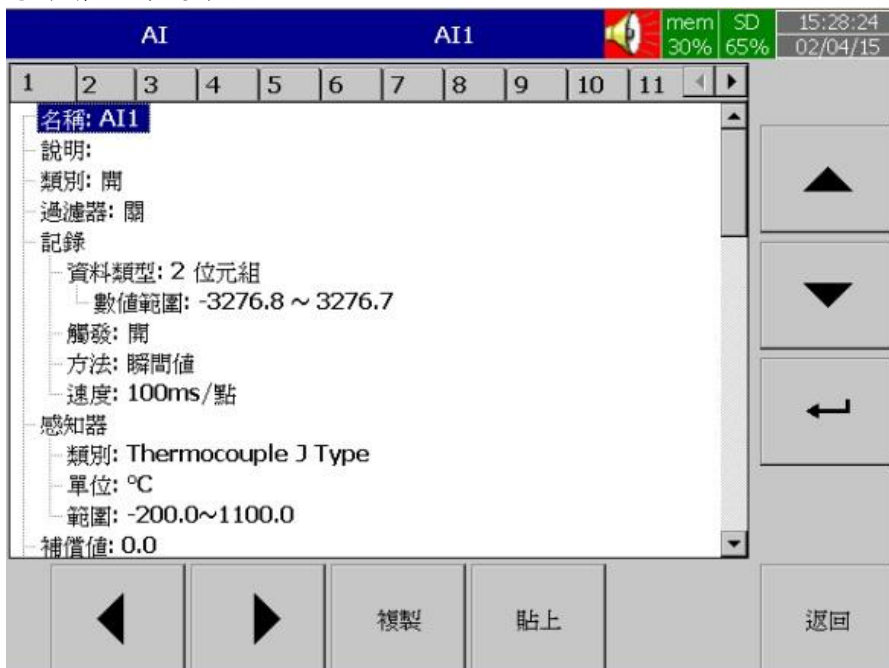 AI AI1 mem 30% SD 65% 15:28:24 02/04/15
1 2 3 4 5 6 7 8 9 10 11
名稱: AI1
說明:
類別: 開
過濾器: 關
記錄
資料類型: 2 位元組
數值範圍: -3276.8 ~ 3276.7
觸發: 開
方法: 瞬間值
速度: 100ms/點
感知器
類別: Thermocouple J Type
單位: °C
範圍: -200.0~1100.0
補償值: 0.0
複製 貼上 返回